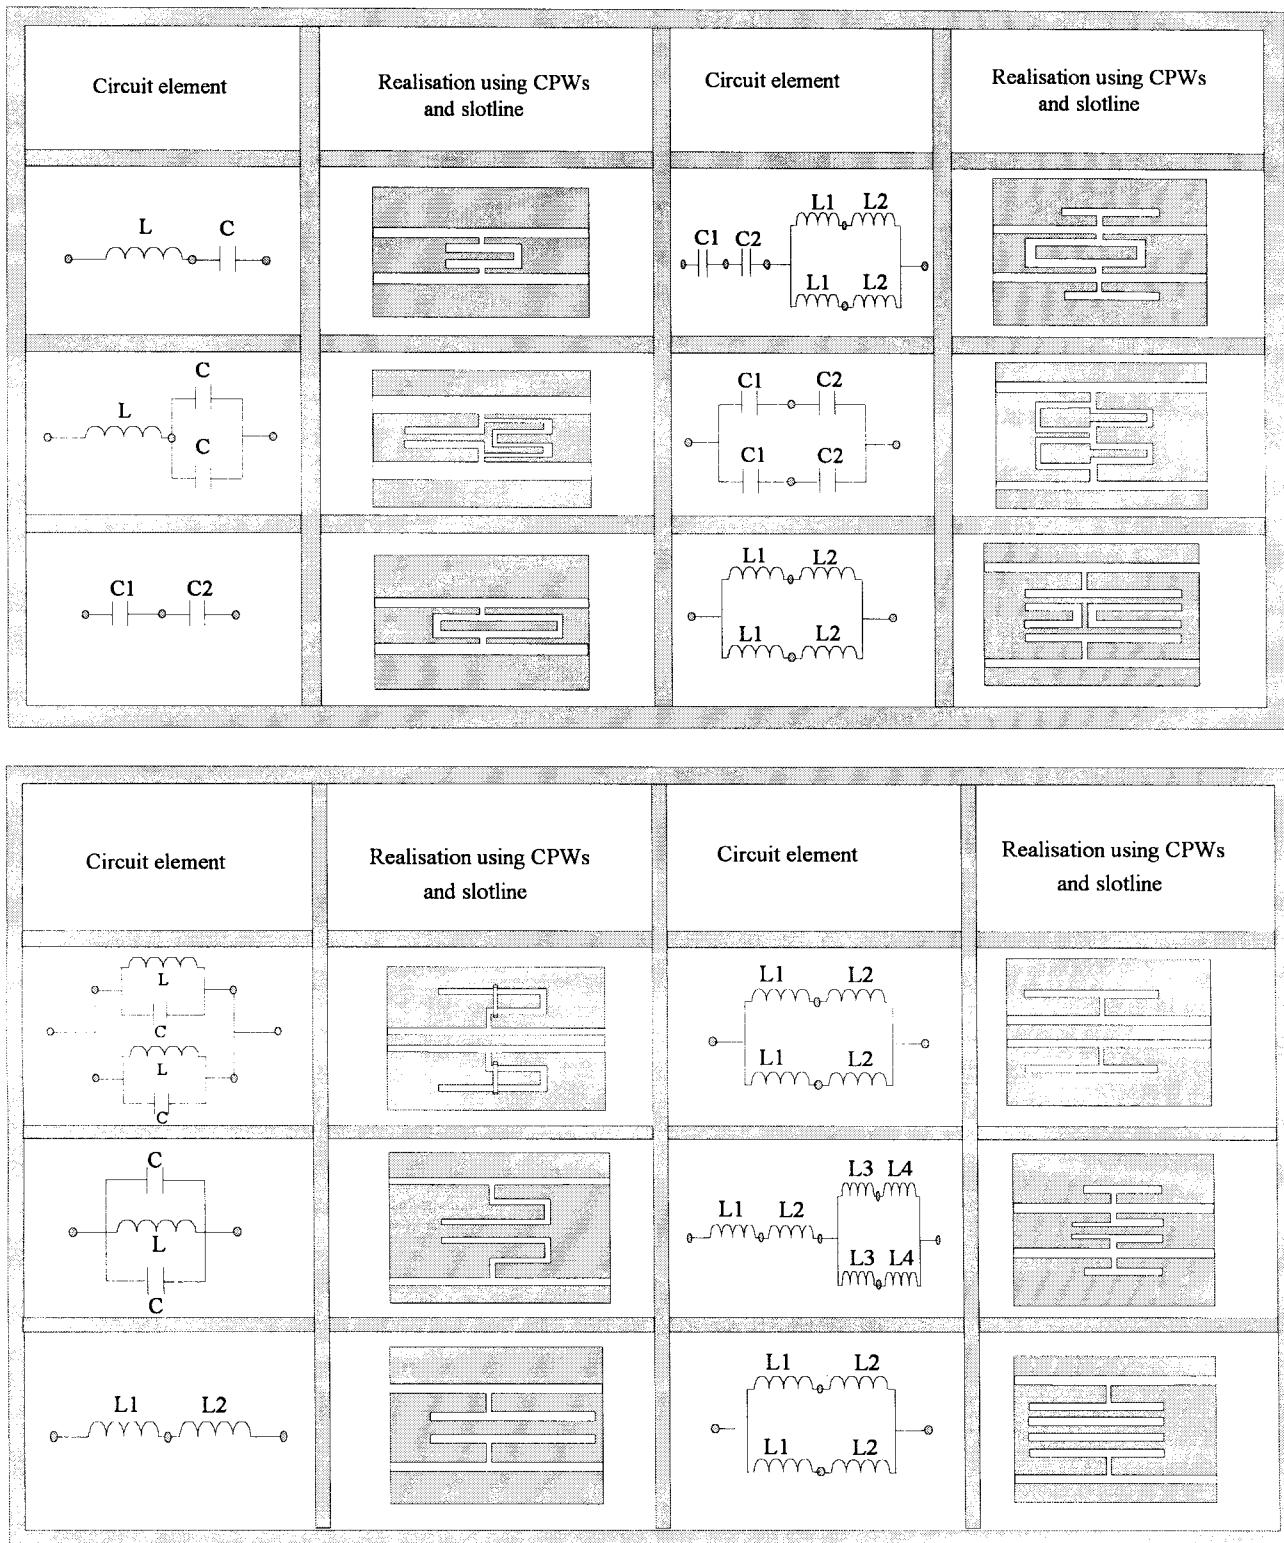 Circuit element
Realisation using CPWs
and slotline
Circuit element
Realisation using CPWs
and slotline
L
C
C1
C2
L1
L2
L1
L2
L
C
C
C1
C2
C1
C2
C1
C2
L1
L2
L1
L2
Circuit element
Realisation using CPWs
and slotline
Circuit element
Realisation using CPWs
and slotline
L
C
L
C
L1
L2
L1
L2
C
L
C
L1
L2
L3
L4
L3
L4
L1
L2
L1
L2
L1
L2